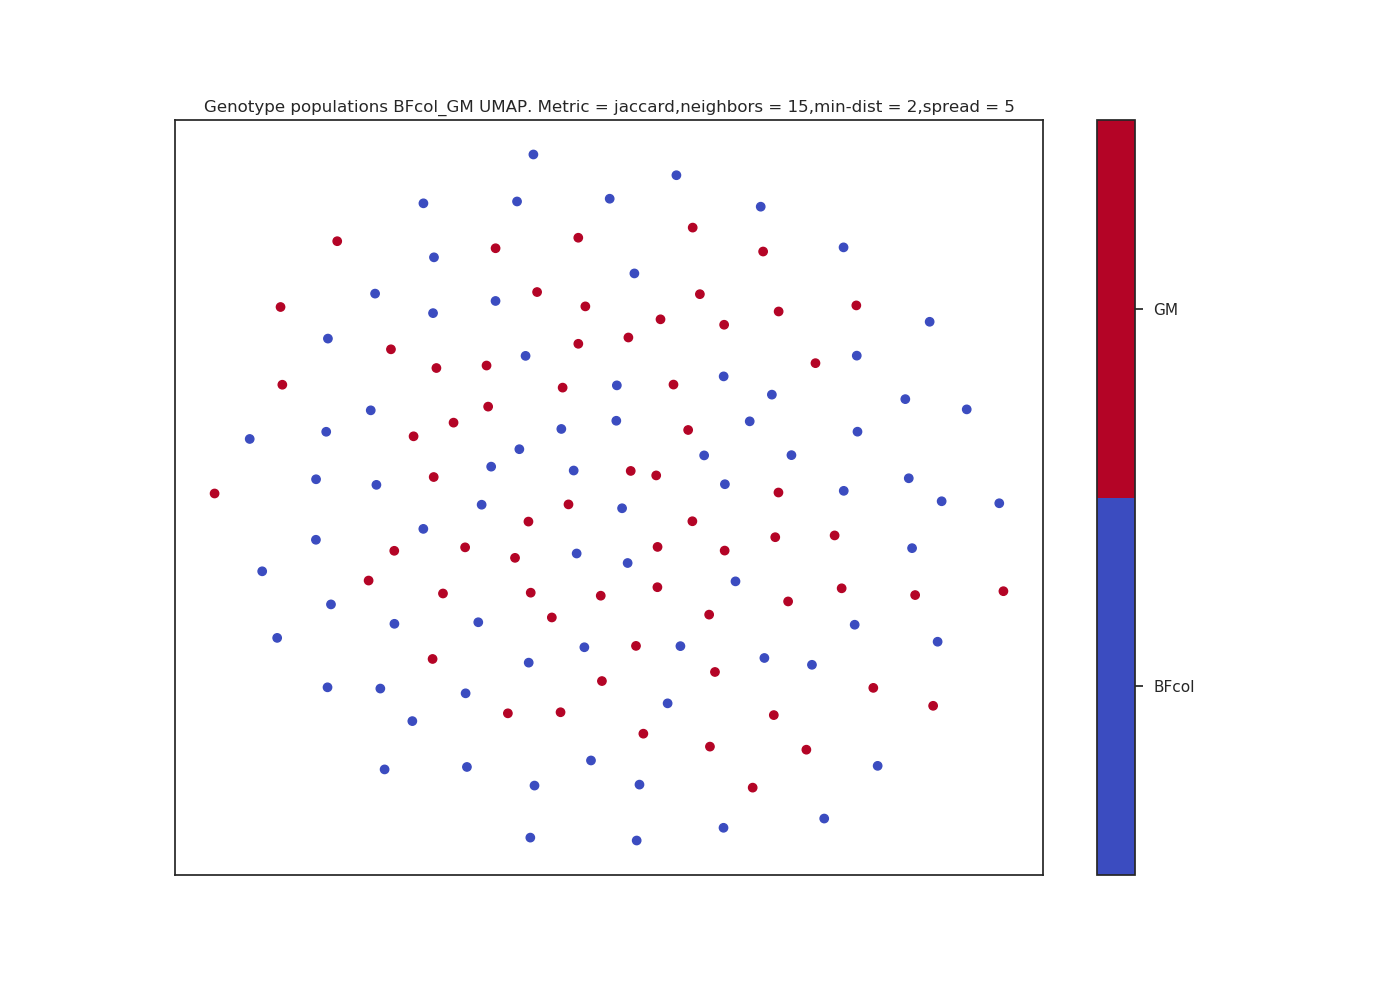 Genotype populations BFcol_GM UMAP. Metric = jaccard,neighbors = 15,min-dist = 2,spread = 5
GM
BFcol